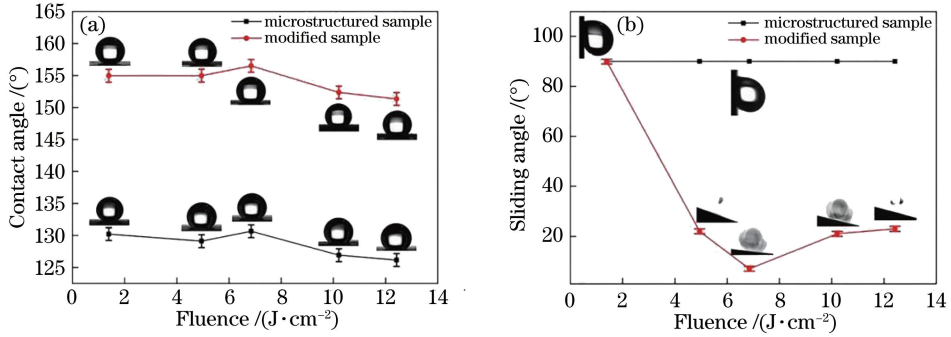 (a)
microstructured sample
modified sample
Contact angle /(°)
165
160
155
150
145
140
135
130
125
0 2 4 6 8 10 12 14
Fluence /(J·cm⁻²)
(b)
microstructured sample
modified sample
Sliding angle /(°)
100
80
60
40
20
0 2 4 6 8 10 12 14
Fluence /(J·cm⁻²)